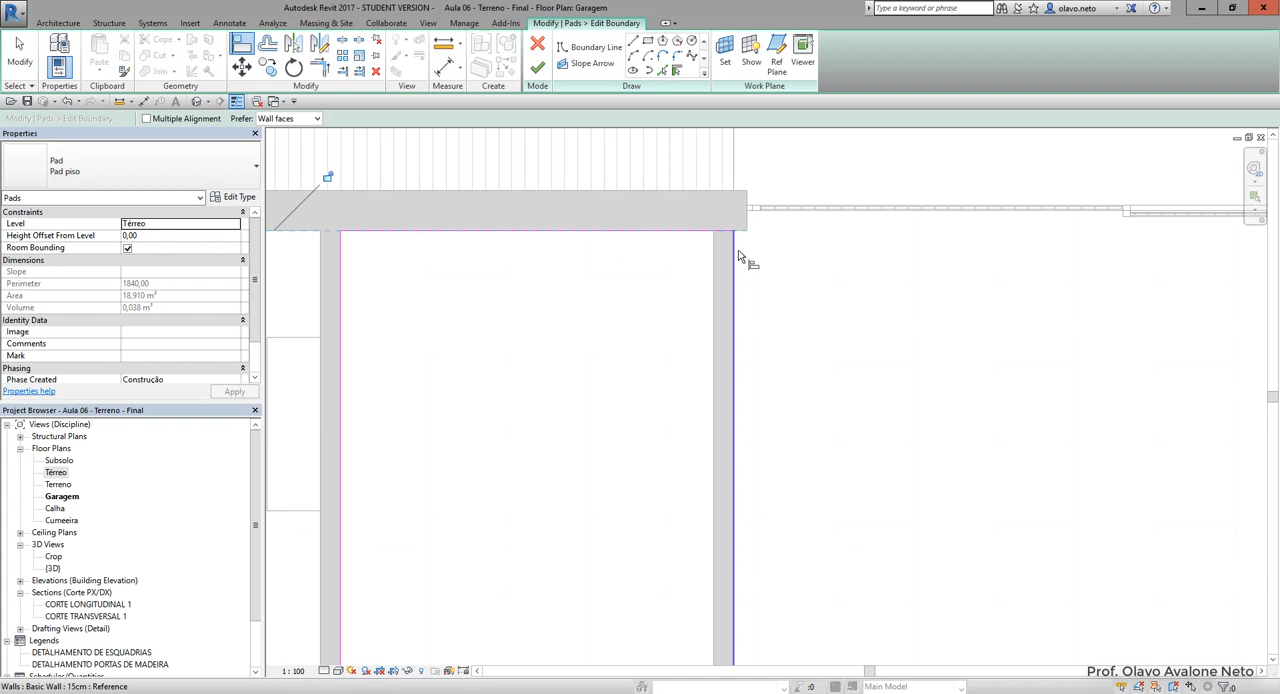 Autodesk Revit 2017 - STUDENT VERSION - Aula 06 - Terreno - Final - Floor Plan: Garagem
Type a keyword or phrase
olavo.neto
Architecture Structure Systems Insert Annotate Analyze Massing & Site Collaborate View Manage Add-Ins Modify | Pads > Edit Boundary
Modify
Paste
Cope
Cut
Join
Boundary Line
Slope Arrow
Set Show Ref Plane Viewer
Select Properties Clipboard Geometry Modify View Measure Create Mode Draw Work Plane
Modify | Pads > Edit Boundary
Multiple Alignment
Prefer: Wall faces
Properties
Pad
Pad piso
Pads
Edit Type
Constraints
Level Térreo
Height Offset From Level 0,00
Room Bounding
Dimensions
Slope
Perimeter 1840,00
Area 18,910 m²
Volume 0,038 m³
Identity Data
Image
Comments
Mark
Phasing
Phase Created Construção
Properties help
Apply
Project Browser - Aula 06 - Terreno - Final
Views (Discipline)
Structural Plans
Floor Plans
Subsolo
Térreo
Terreno
Garagem
Calha
Cumeeira
Ceiling Plans
3D Views
Crop
{3D}
Elevations (Building Elevation)
Sections (Corte PX/DX)
CORTE LONGITUDINAL 1
CORTE TRANSVERSAL 1
Drafting Views (Detail)
Legends
DETALHAMENTO DE ESQUADRIAS
DETALHAMENTO PORTAS DE MADEIRA
Schedules/Quantities
1 : 100
Prof. Olavo Avalone Neto
Walls : Basic Wall : 15cm : Reference
:0
Main Model
:0